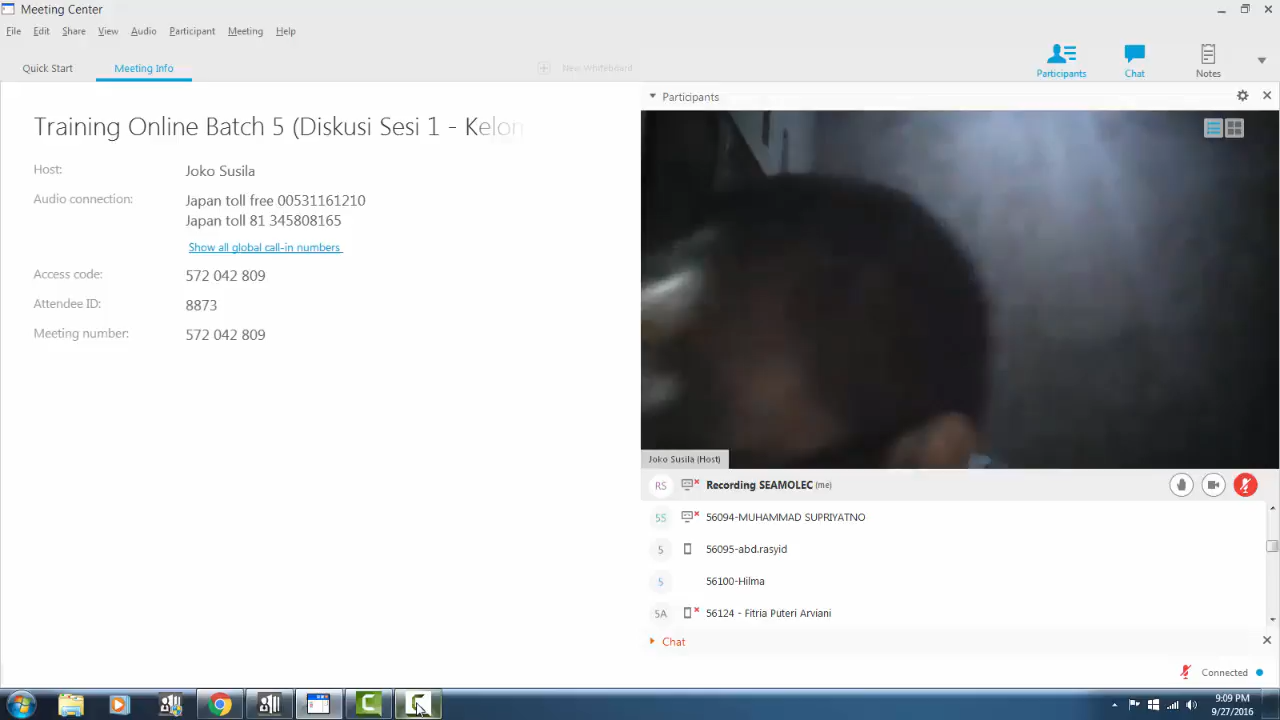 Meeting Center
File Edit Share View Audio Participant Meeting Help
Quick Start Meeting Info New Whiteboard
Participants Chat Notes
Training Online Batch 5 (Diskusi Sesi 1 - Kelon
Host: Joko Susila
Audio connection: Japan toll free 00531161210
Japan toll 81 345808165
Show all global call-in numbers
Access code: 572 042 809
Attendee ID: 8873
Meeting number: 572 042 809
Participants
Joko Susila (Host)
RS Recording SEAMOLEC (me)
5S 56094-MUHAMMAD SUPRIYATNO
5 56095-abd.rasyid
5 56100-Hilma
5A 56124 - Fitria Puteri Arviani
Chat
Connected
9:09 PM
9/27/2016